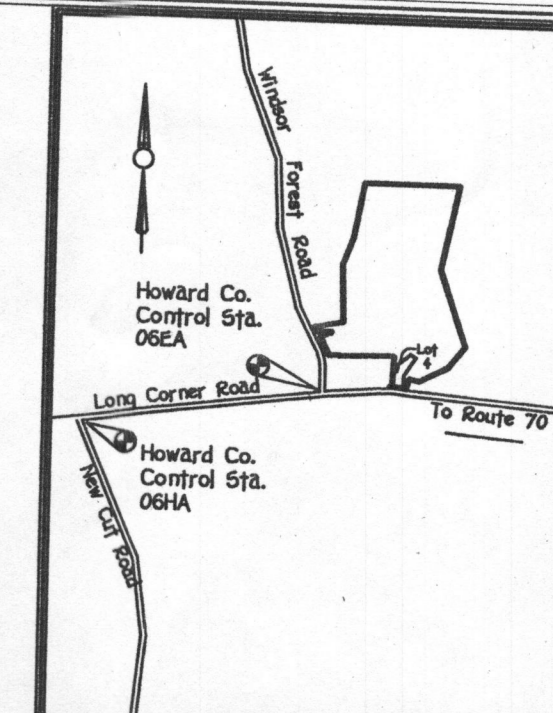 Windsor Forest Road
Howard Co.
Control Sta.
06EA
Lot
4
Long Corner Road
To Route 70
Howard Co.
Control Sta.
06HA
New Cut Road